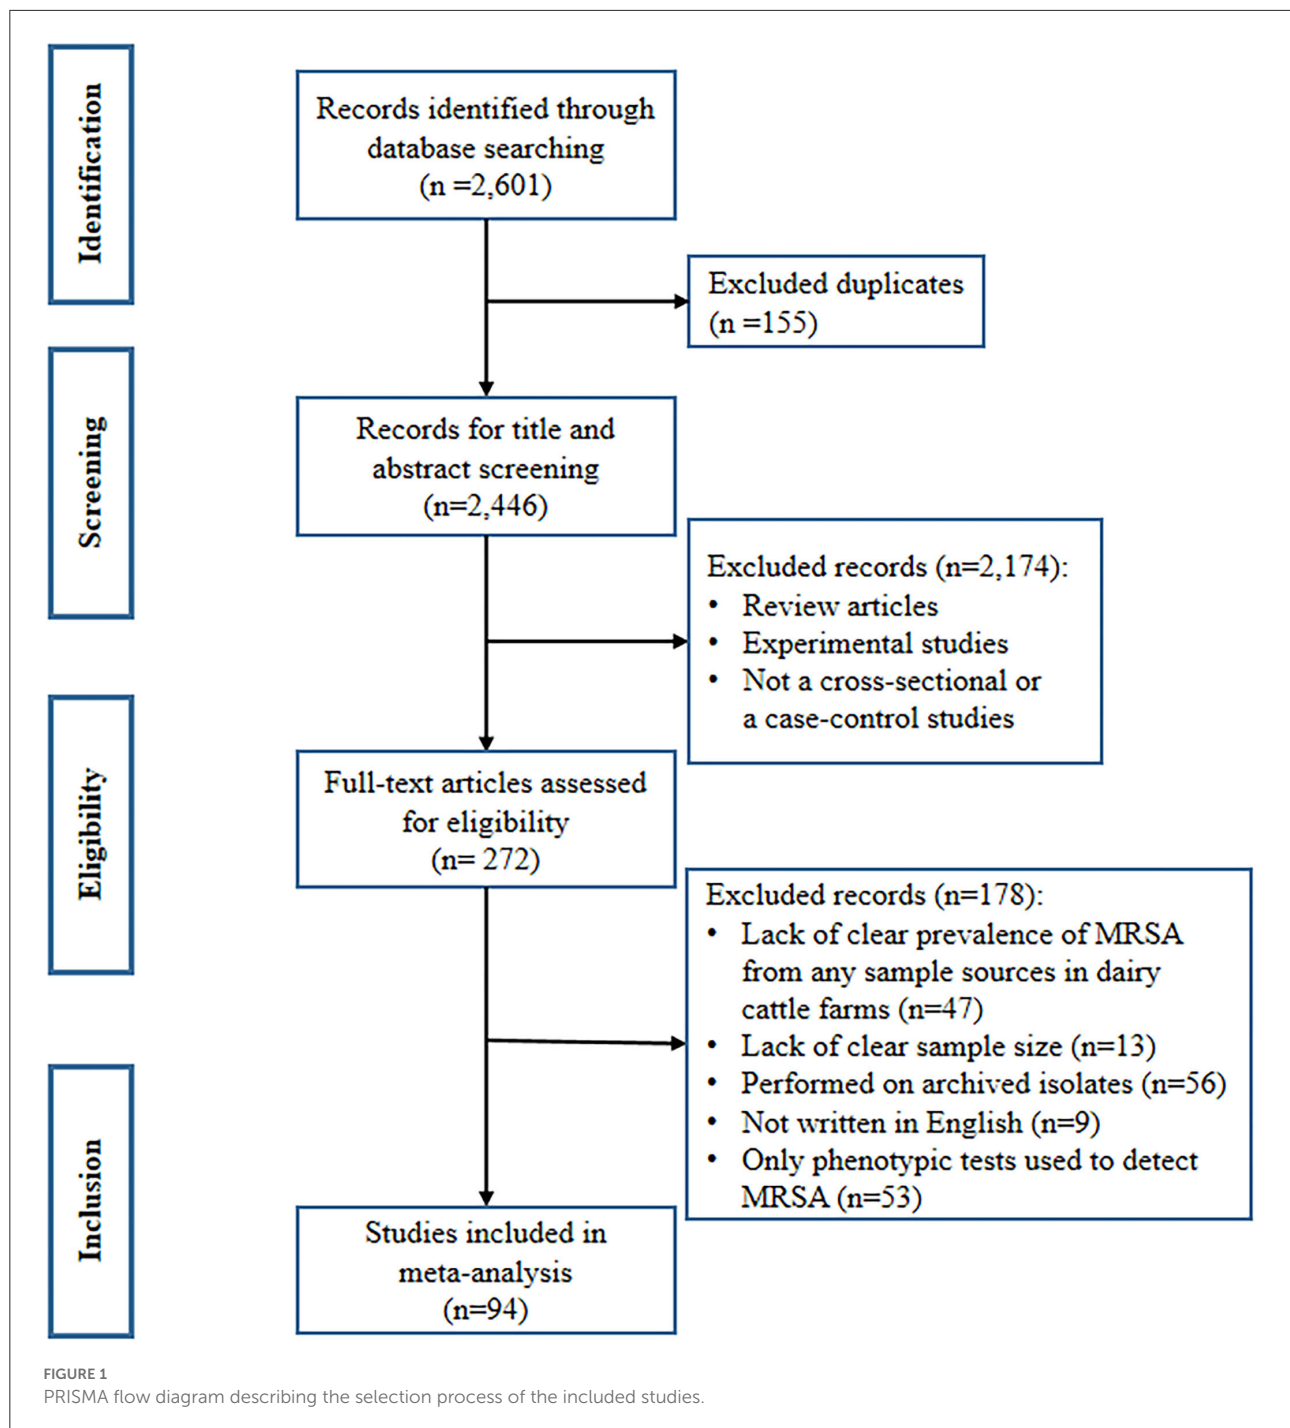 Identification
Records identified through
database searching
(n =2,601)
Excluded duplicates
(n =155)
Screening
Records for title and
abstract screening
(n=2,446)
Excluded records (n=2,174):
• Review articles
• Experimental studies
• Not a cross-sectional or
a case-control studies
Eligibility
Full-text articles assessed
for eligibility
(n= 272)
Excluded records (n=178):
• Lack of clear prevalence of MRSA
from any sample sources in dairy
cattle farms (n=47)
• Lack of clear sample size (n=13)
• Performed on archived isolates (n=56)
• Not written in English (n=9)
• Only phenotypic tests used to detect
MRSA (n=53)
Inclusion
Studies included in
meta-analysis
(n=94)
FIGURE 1
PRISMA flow diagram describing the selection process of the included studies.